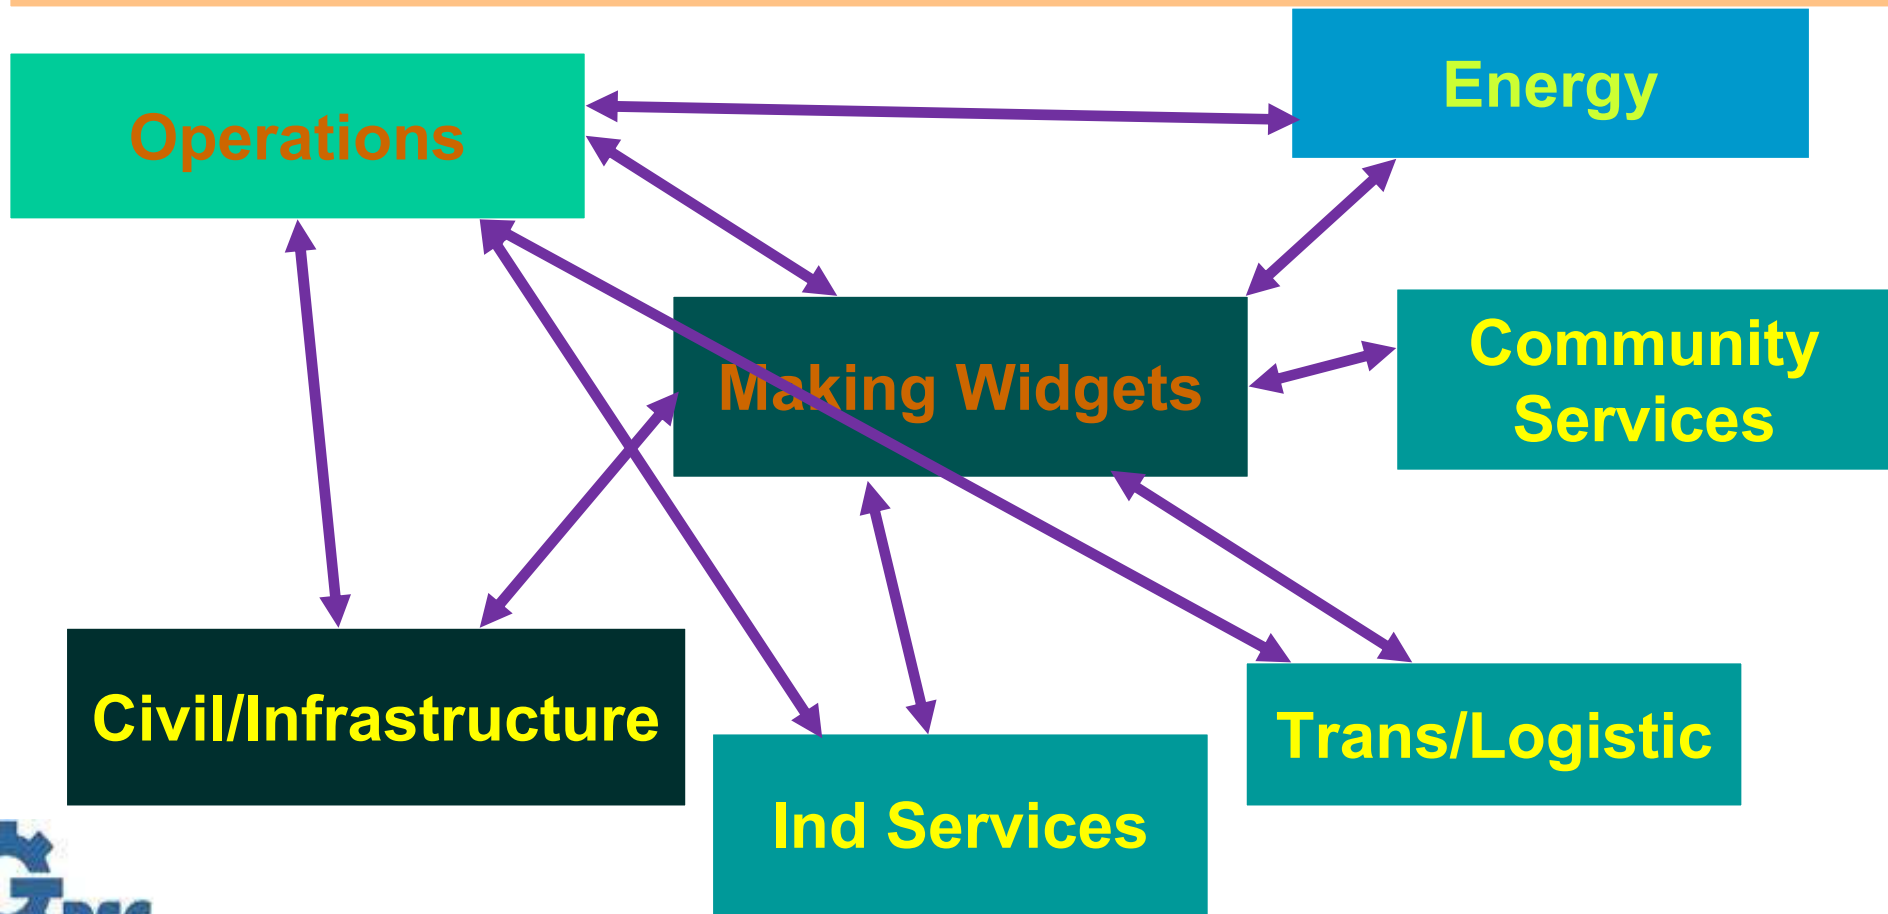 Operations
Energy
Making Widgets
Community
Services
Civil/Infrastructure
Trans/Logistic
Ind Services